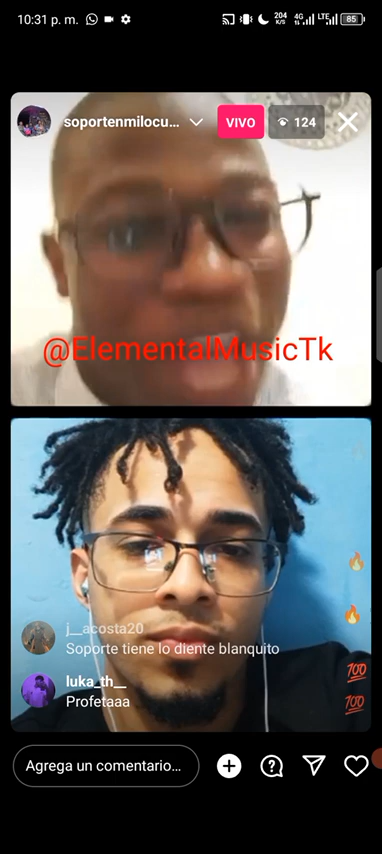 10:31 p. m.
204
K/S
4G
LTE
85
soportenmilocu...
VIVO
124
@ElementalMusicTk
j__acosta20
Soporte tiene lo diente blanquito
luka_th__
Profetaaa
💯
💯
Agrega un comentario...